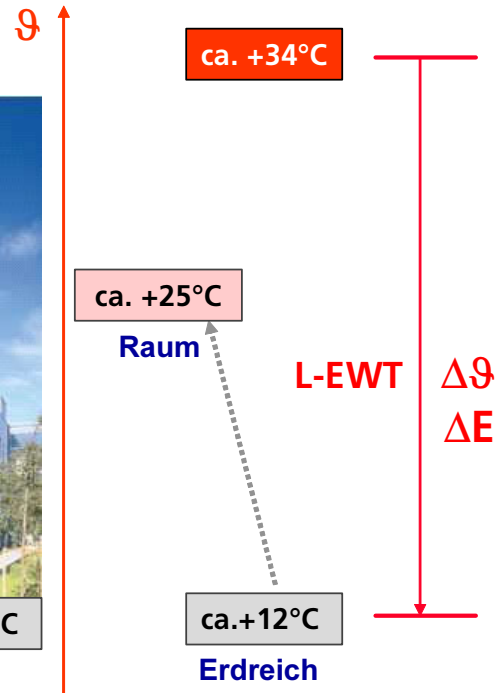 ϑ
ca. +34°C
ca. +25°C
Raum
L-EWT Δϑ
ΔE
C
ca.+12°C
Erdreich